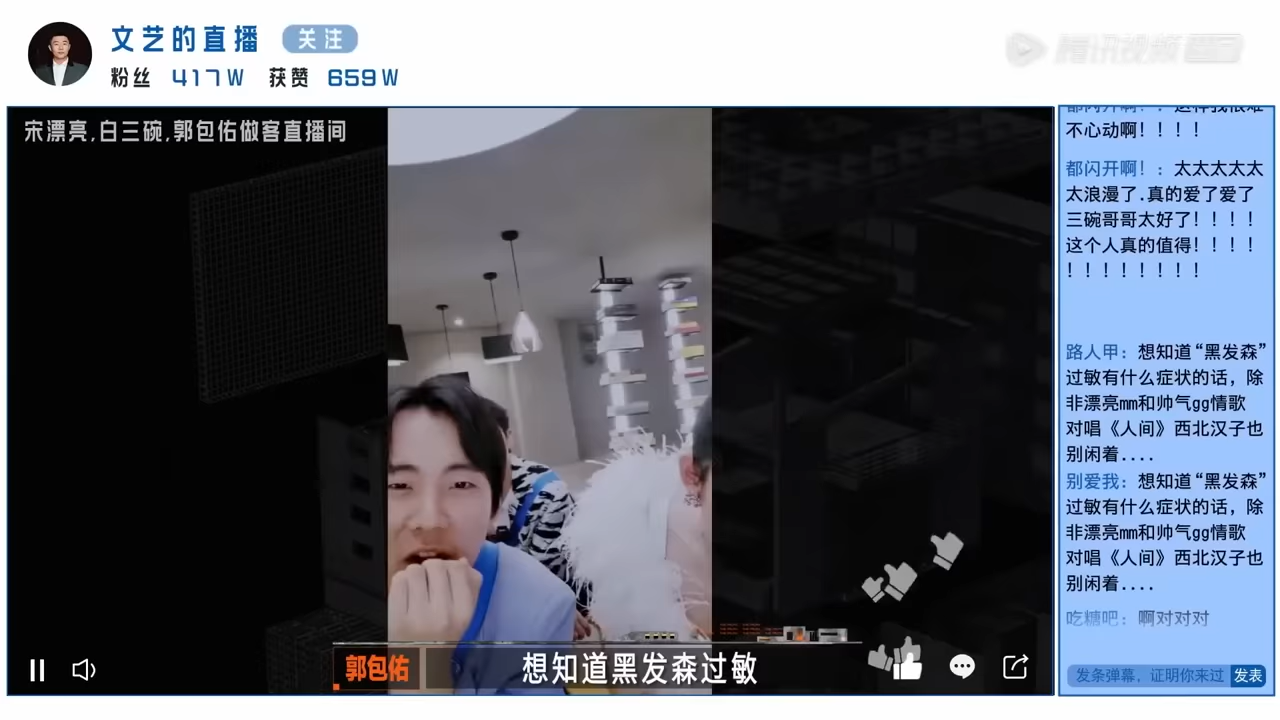 文艺的直播
关注
粉丝 417W 获赞 659W
腾讯视频
宋漂亮,白三碗,郭包佑做客直播间
不心动啊！！！！
都闪开啊！：太太太太太
太浪漫了.真的爱了爱了
三碗哥哥太好了！！！！
这个人真的值得！！！！
！！！！！！！！
路人甲：想知道“黑发森”
过敏有什么症状的话，除
非漂亮mm和帅气gg情歌
对唱《人间》西北汉子也
别闲着....
别爱我：想知道“黑发森”
过敏有什么症状的话，除
非漂亮mm和帅气gg情歌
对唱《人间》西北汉子也
别闲着....
吃糖吧：啊对对对
发条弹幕，证明你来过
发表
郭包佑
想知道黑发森过敏